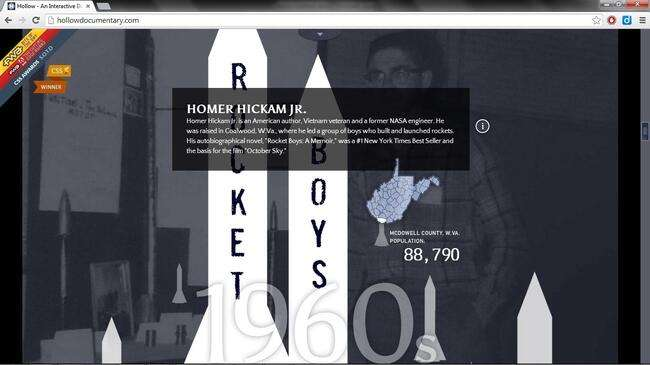 Hollow - An Interactive D
hollowdocumentary.com
CSS AWARDS
CSS
WINNER
ROCKET
BOYS
HOMER HICKAM JR.
Homer Hickam Jr. is an American author, Vietnam veteran and a former NASA engineer. He
was raised in Coalwood, W.Va., where he led a group of boys who built and launched rockets.
His autobiographical novel, "Rocket Boys: A Memoir," was a #1 New York Times Best Seller and
the basis for the film "October Sky."
i
MCDOWELL COUNTY, W.VA.
POPULATION:
88,790
1960s